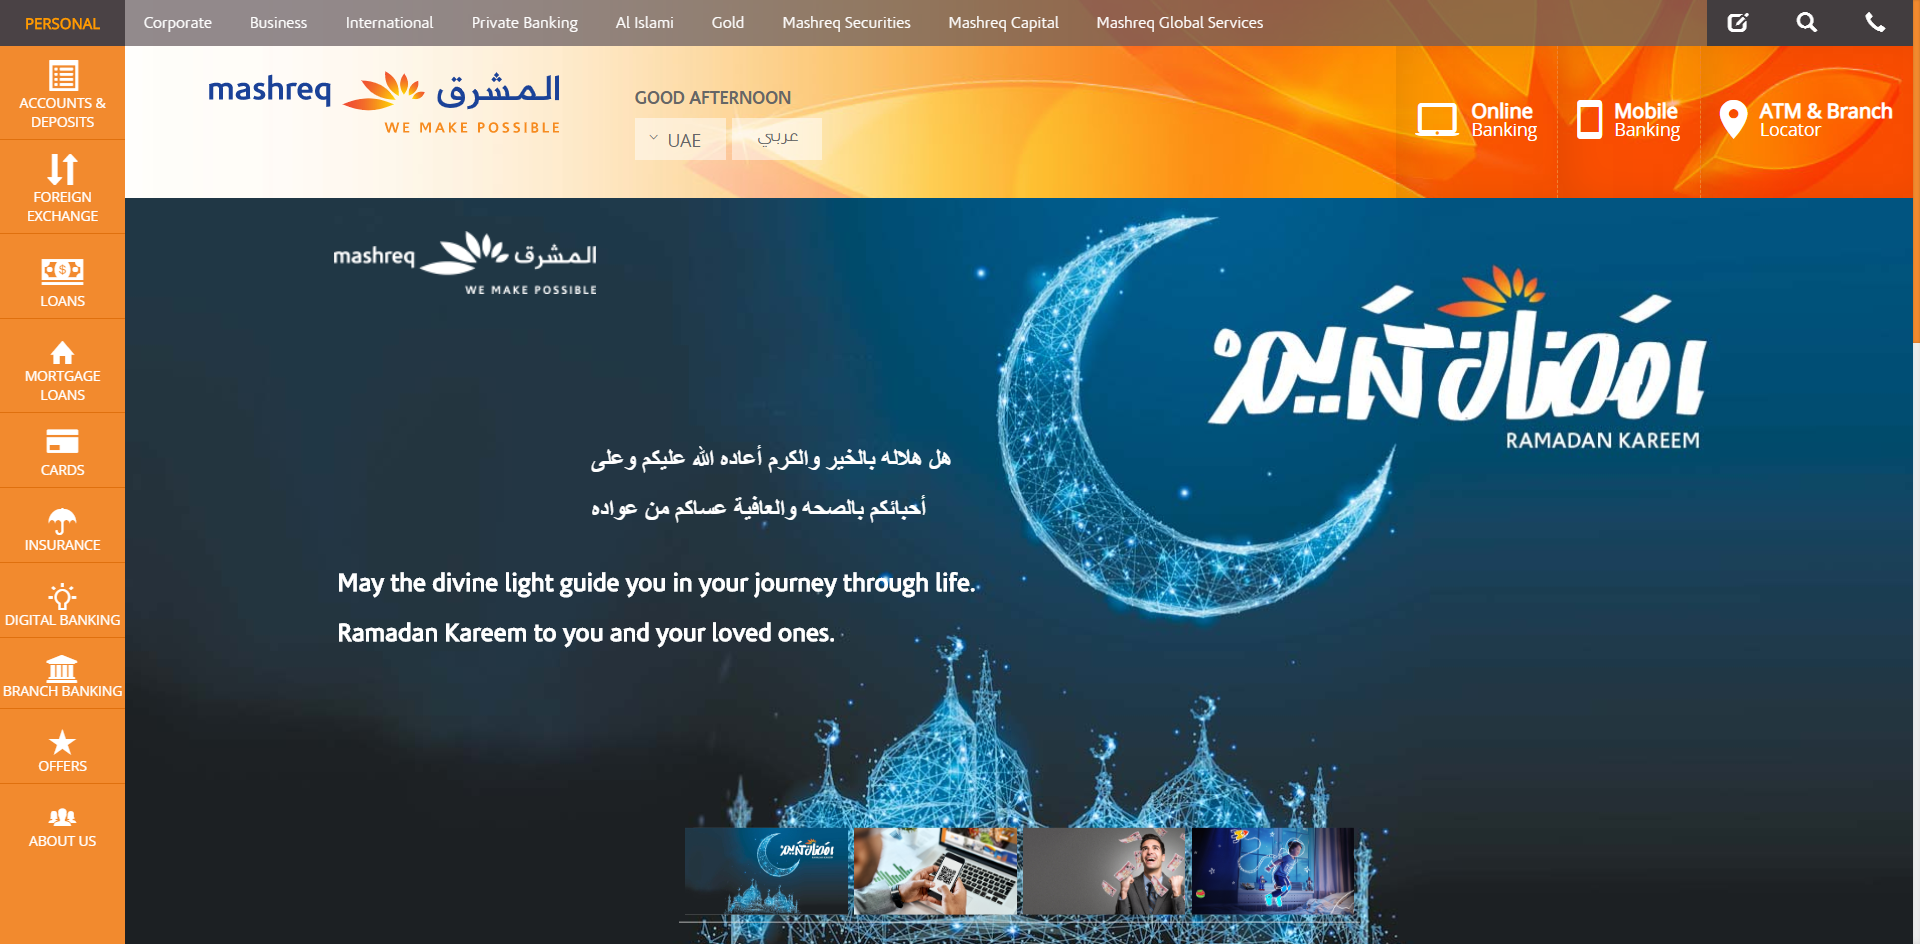 PERSONAL
Corporate
Business
International
Private Banking
Al Islami
Gold
Mashreq Securities
Mashreq Capital
Mashreq Global Services
ACCOUNTS &
DEPOSITS
FOREIGN
EXCHANGE
LOANS
MORTGAGE
LOANS
CARDS
INSURANCE
DIGITAL BANKING
BRANCH BANKING
OFFERS
ABOUT US
mashreq المشرق
WE MAKE POSSIBLE
GOOD AFTERNOON
UAE
عربي
Online
Banking
Mobile
Banking
ATM & Branch
Locator
mashreq المشرق
WE MAKE POSSIBLE
رمضان كريم
RAMADAN KAREEM
هل هلاله بالخير والكرم أعاده الله عليكم وعلى
أحبائكم بالصحه والعافية عساكم من عواده
May the divine light guide you in your journey through life.
Ramadan Kareem to you and your loved ones.
رمضان كريم